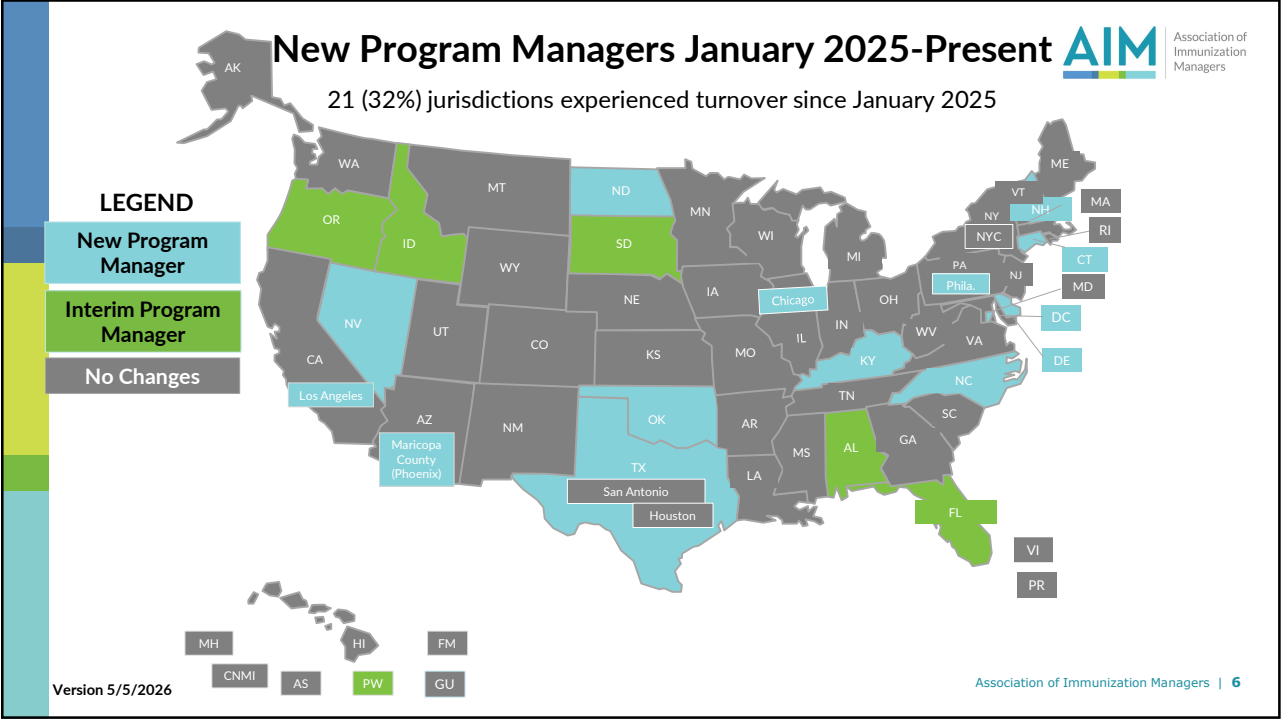 New Program Managers January 2025-Present
AIM
Association of
Immunization
Managers
21 (32%) jurisdictions experienced turnover since January 2025
LEGEND
New Program
Manager
Interim Program
Manager
No Changes
AK
WA
OR
ID
MT
ND
SD
MN
WI
MI
WY
NE
IA
NV
UT
CO
KS
MO
IL
IN
OH
Chicago
CA
Los Angeles
AZ
Maricopa
County
(Phoenix)
NM
OK
TX
San Antonio
Houston
AR
LA
MS
AL
GA
FL
TN
KY
WV
VA
NC
SC
PA
Phila.
NJ
NY
NYC
VT
NH
ME
MA
RI
CT
MD
DC
DE
VI
PR
HI
MH
CNMI
AS
PW
FM
GU
Version 5/5/2026
Association of Immunization Managers | 6